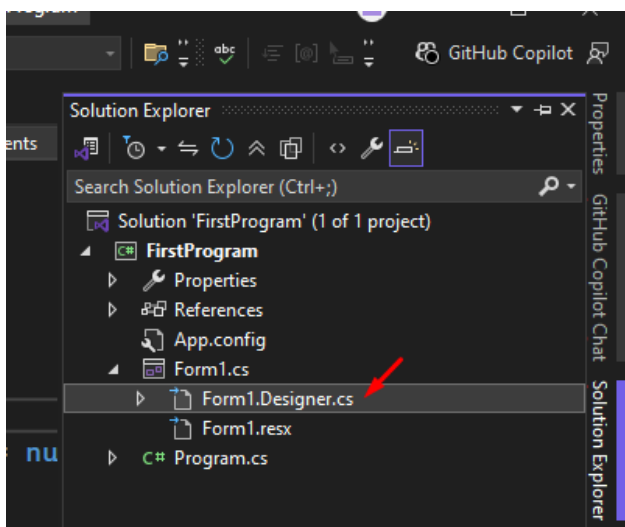 abc
GitHub Copilot
Solution Explorer
ents
Search Solution Explorer (Ctrl+;)
Solution 'FirstProgram' (1 of 1 project)
C# FirstProgram
Properties
References
App.config
Form1.cs
Form1.Designer.cs
Form1.resx
nu
C# Program.cs
Properties
GitHub Copilot Chat
Solution Explorer